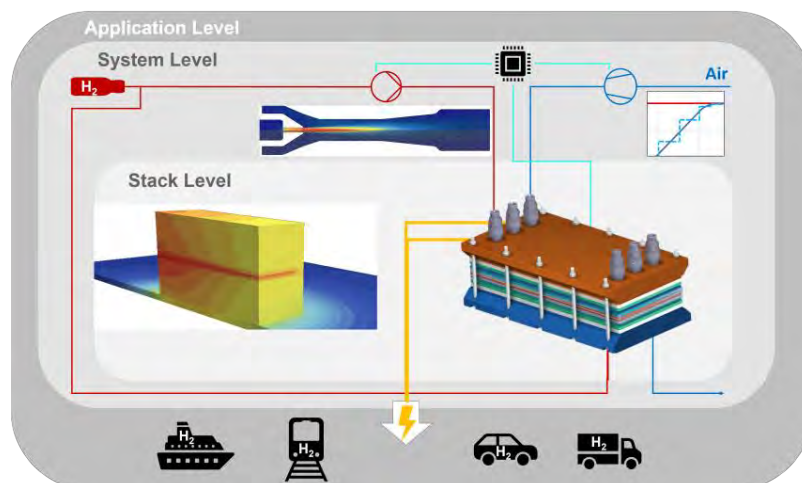 Application Level
System Level
H₂
Air
Stack Level
H₂
H₂
H₂
H₂